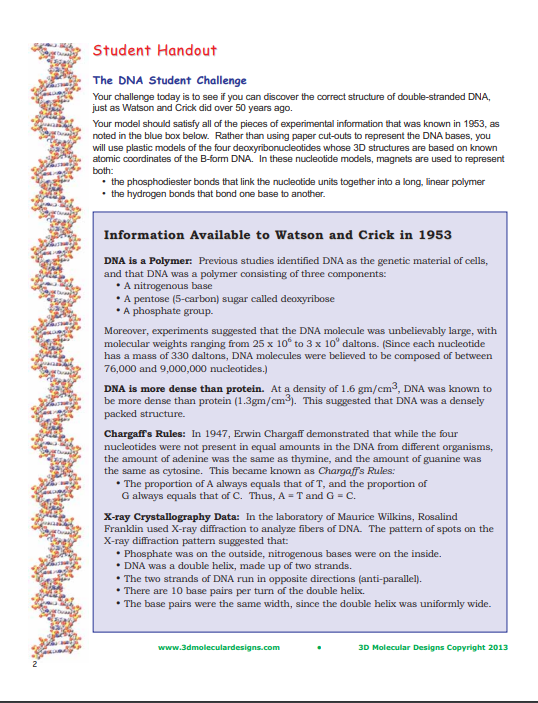 Student Handout
The DNA Student Challenge
Your challenge today is to see if you can discover the correct structure of double-stranded DNA,
just as Watson and Crick did over 50 years ago.
Your model should satisfy all of the pieces of experimental information that was known in 1953, as
noted in the blue box below. Rather than using paper cut-outs to represent the DNA bases, you
will use plastic models of the four deoxyribonucleotides whose 3D structures are based on known
atomic coordinates of the B-form DNA. In these nucleotide models, magnets are used to represent
both:
• the phosphodiester bonds that link the nucleotide units together into a long, linear polymer
• the hydrogen bonds that bond one base to another.
Information Available to Watson and Crick in 1953
DNA is a Polymer: Previous studies identified DNA as the genetic material of cells,
and that DNA was a polymer consisting of three components:
• A nitrogenous base
• A pentose (5-carbon) sugar called deoxyribose
• A phosphate group.
Moreover, experiments suggested that the DNA molecule was unbelievably large, with
molecular weights ranging from 25 x 10⁶ to 3 x 10⁹ daltons. (Since each nucleotide
has a mass of 330 daltons, DNA molecules were believed to be composed of between
76,000 and 9,000,000 nucleotides.)
DNA is more dense than protein. At a density of 1.6 gm/cm³, DNA was known to
be more dense than protein (1.3gm/cm³). This suggested that DNA was a densely
packed structure.
Chargaff's Rules: In 1947, Erwin Chargaff demonstrated that while the four
nucleotides were not present in equal amounts in the DNA from different organisms,
the amount of adenine was the same as thymine, and the amount of guanine was
the same as cytosine. This became known as Chargaff's Rules:
• The proportion of A always equals that of T, and the proportion of
G always equals that of C. Thus, A = T and G = C.
X-ray Crystallography Data: In the laboratory of Maurice Wilkins, Rosalind
Franklin used X-ray diffraction to analyze fibers of DNA. The pattern of spots on the
X-ray diffraction pattern suggested that:
• Phosphate was on the outside, nitrogenous bases were on the inside.
• DNA was a double helix, made up of two strands.
• The two strands of DNA run in opposite directions (anti-parallel).
• There are 10 base pairs per turn of the double helix.
• The base pairs were the same width, since the double helix was uniformly wide.
www.3dmoleculardesigns.com • 3D Molecular Designs Copyright 2013
2